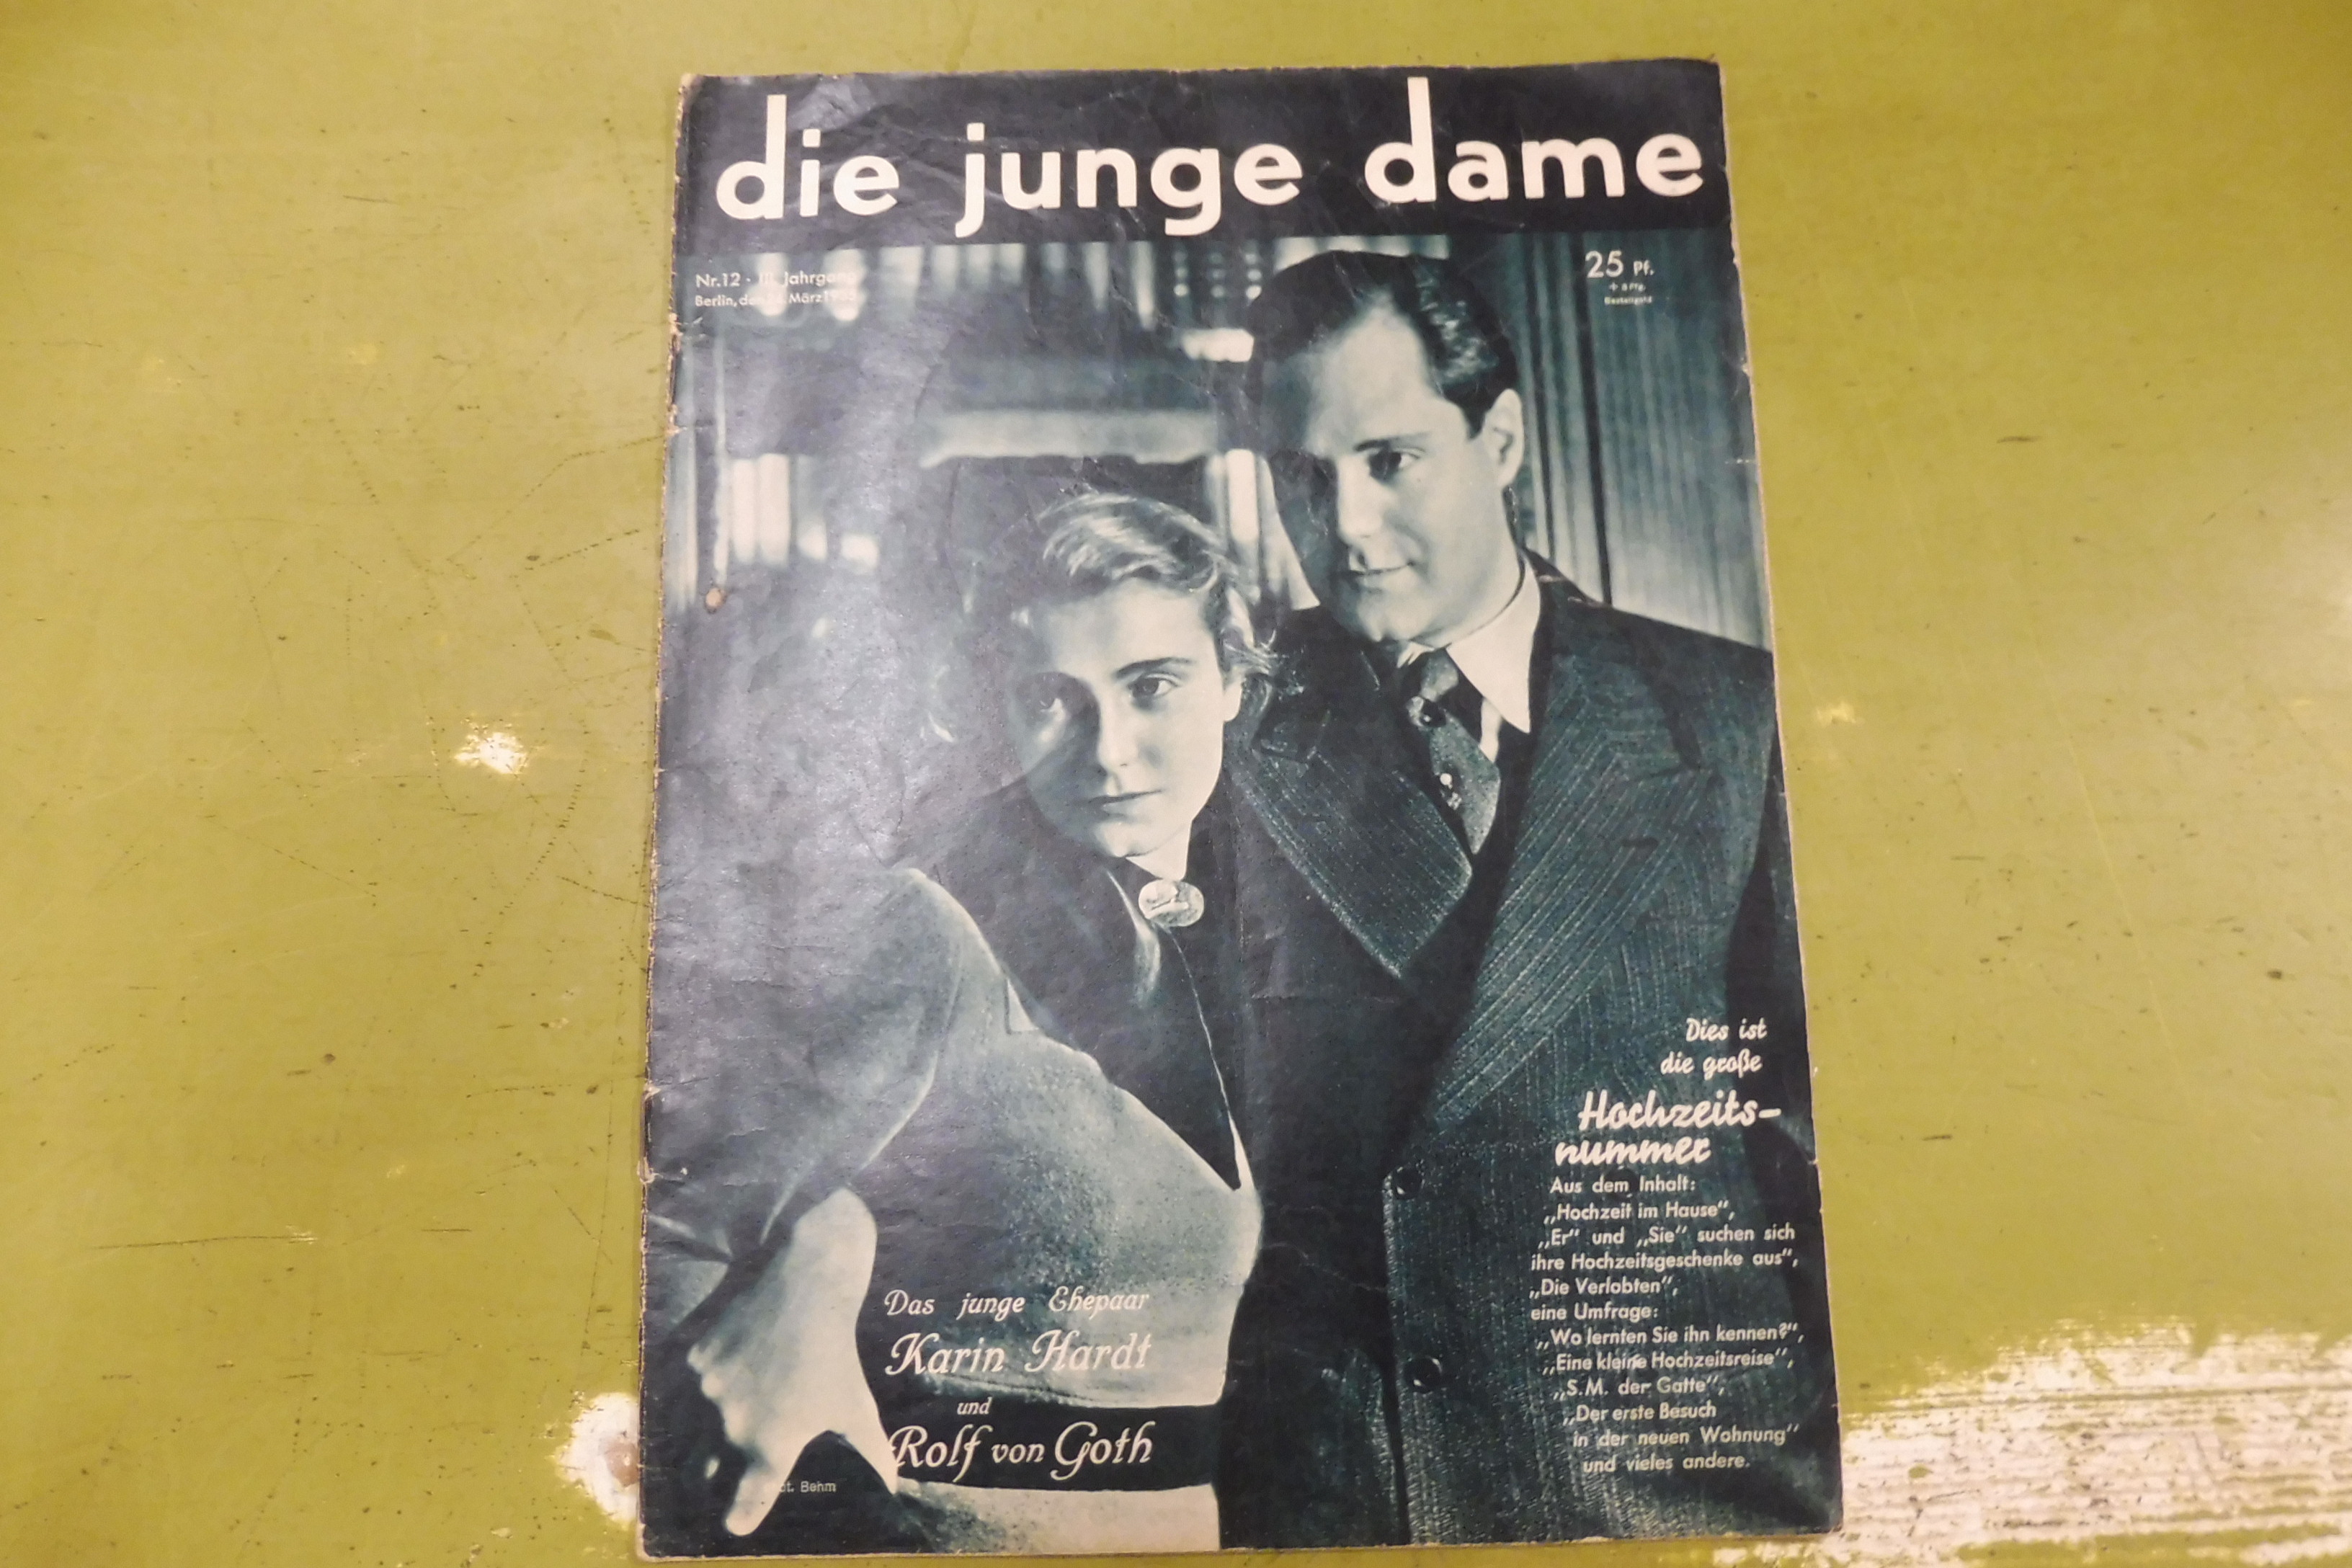 die junge dame
Nr.12 · III. Jahrgang
Berlin, den März
25 Pf.
+ 8 Pfg.
Bestellgeld
Dies ist
die große
Hochzeits-
nummer
Aus dem Inhalt:
„Hochzeit im Hause“,
„Er“ und „Sie“ suchen sich
ihre Hochzeitsgeschenke aus“,
„Die Verlobten“,
eine Umfrage:
„Wo lernten Sie ihn kennen?“,
„Eine kleine Hochzeitsreise“,
„S.M. der Gatte“,
„Der erste Besuch
in der neuen Wohnung“
und vieles andere.
Das junge Ehepaar
Karin Hardt
und
Rolf von Goth
Behm